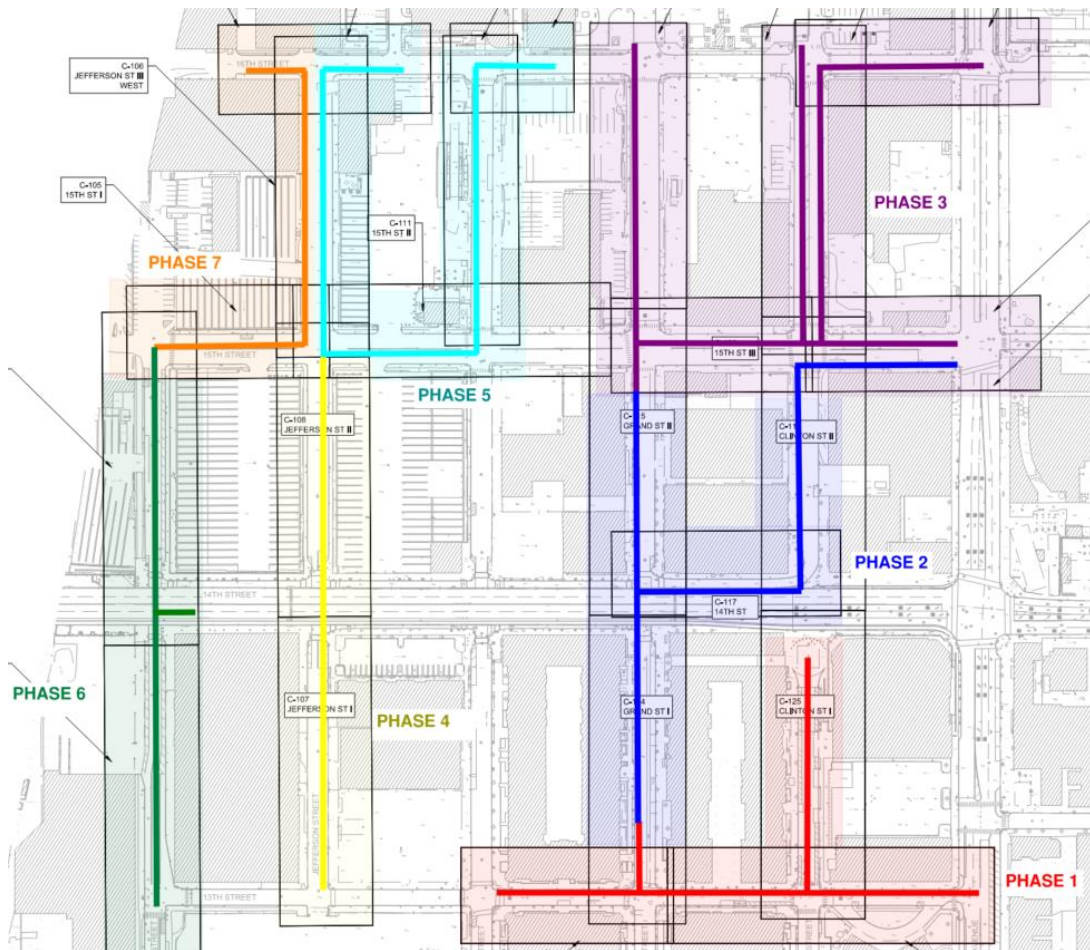 16TH STREET
C-106
JEFFERSON ST III
WEST
C-105
15TH ST I
C-111
15TH ST II
PHASE 3
PHASE 7
15TH STREET
15TH ST III
PHASE 5
C-108
JEFFERSON ST II
GRAND ST II
CLINTON ST II
PHASE 2
14TH STREET
C-117
14TH ST
PHASE 6
C-107
JEFFERSON ST I
GRAND ST I
C-125
CLINTON ST I
PHASE 4
JEFFERSON STREET
PHASE 1
13TH STREET